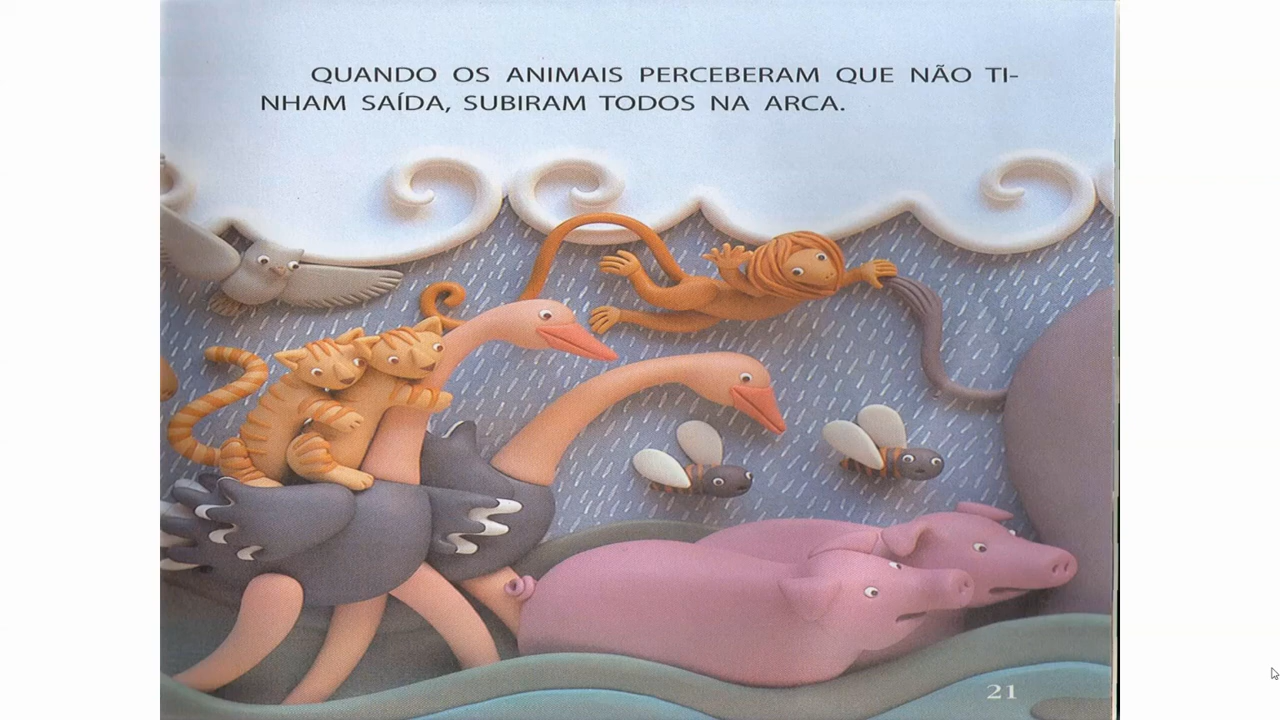 QUANDO OS ANIMAIS PERCEBERAM QUE NÃO TI-
NHAM SAÍDA, SUBIRAM TODOS NA ARCA.
21